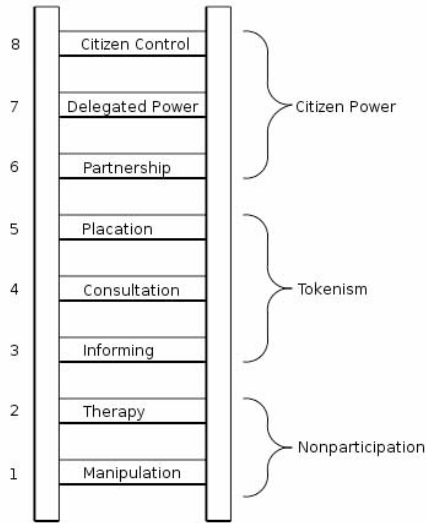 8 Citizen Control
7 Delegated Power Citizen Power
6 Partnership
5 Placation
4 Consultation Tokenism
3 Informing
2 Therapy
Nonparticipation
1 Manipulation